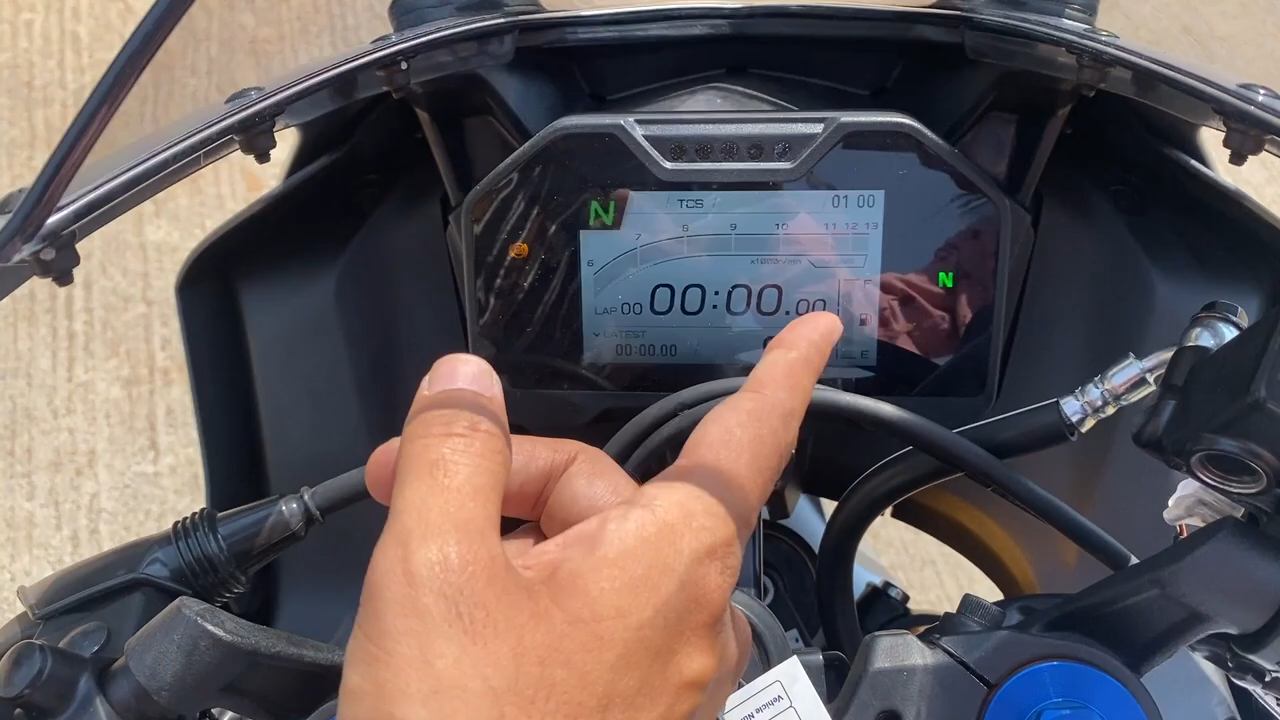 N TCS 01 00
6 7 8 9 10 11 12 13
x1000r/min
LAP 00 00:00.00
F
LATEST
00:00.00
E
N
Vehicle